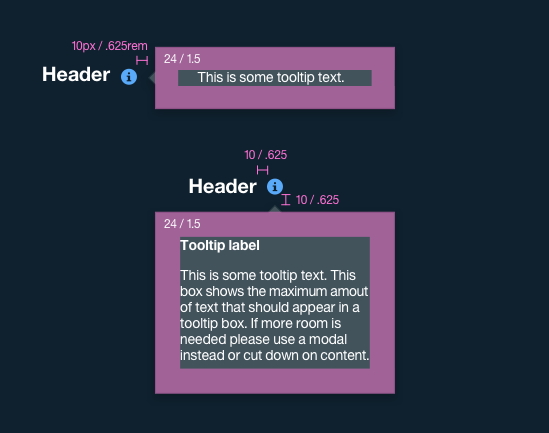 10px / .625rem
24 / 1.5
Header
This is some tooltip text.
10 / .625
Header
10 / .625
24 / 1.5
Tooltip label
This is some tooltip text. This
box shows the maximum amout
of text that should appear in a
tooltip box. If more room is
needed please use a modal
instead or cut down on content.